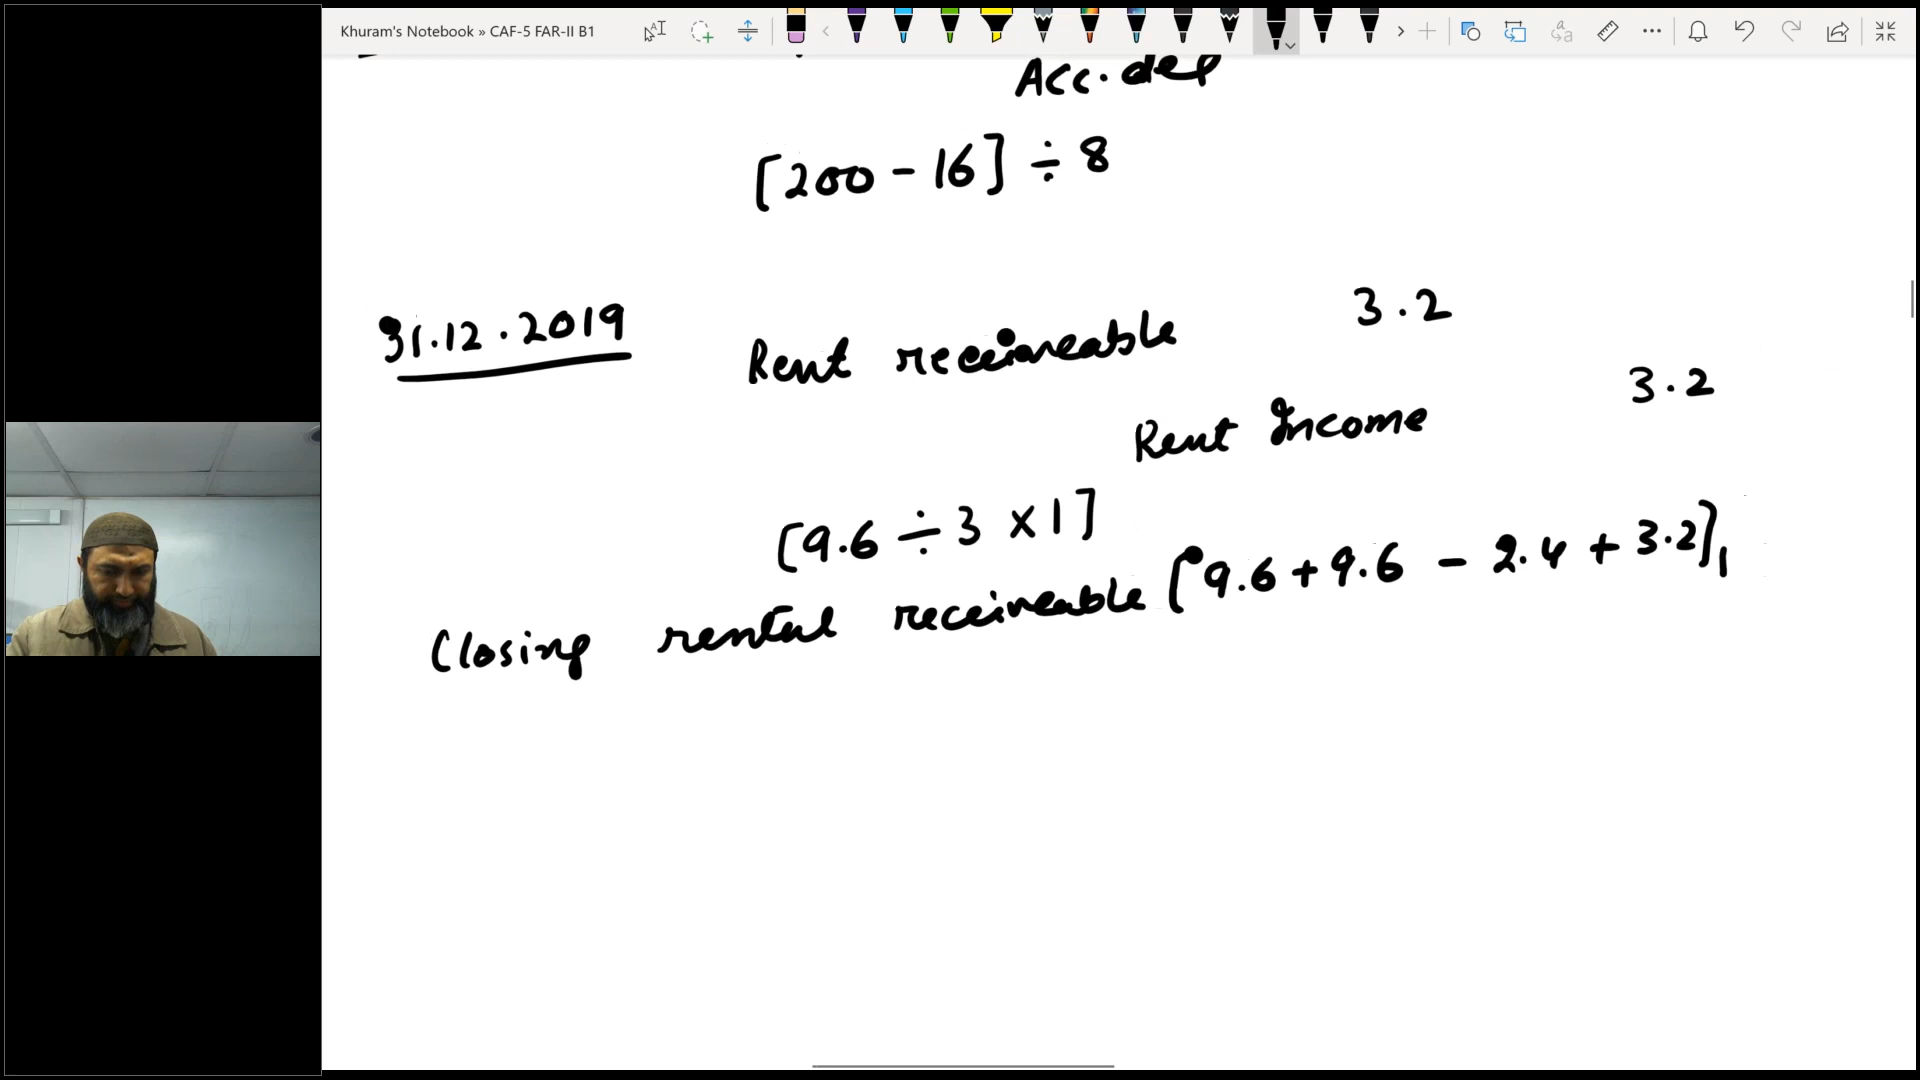 Khuram's Notebook » CAF-5 FAR-II B1
Acc. dep
[200 - 16] ÷ 8
31.12.2019 Rent receiveable 3.2
Rent Income 3.2
[9.6 ÷ 3 × 1]
Closing rental receiveable [9.6 + 9.6 - 2.4 + 3.2]